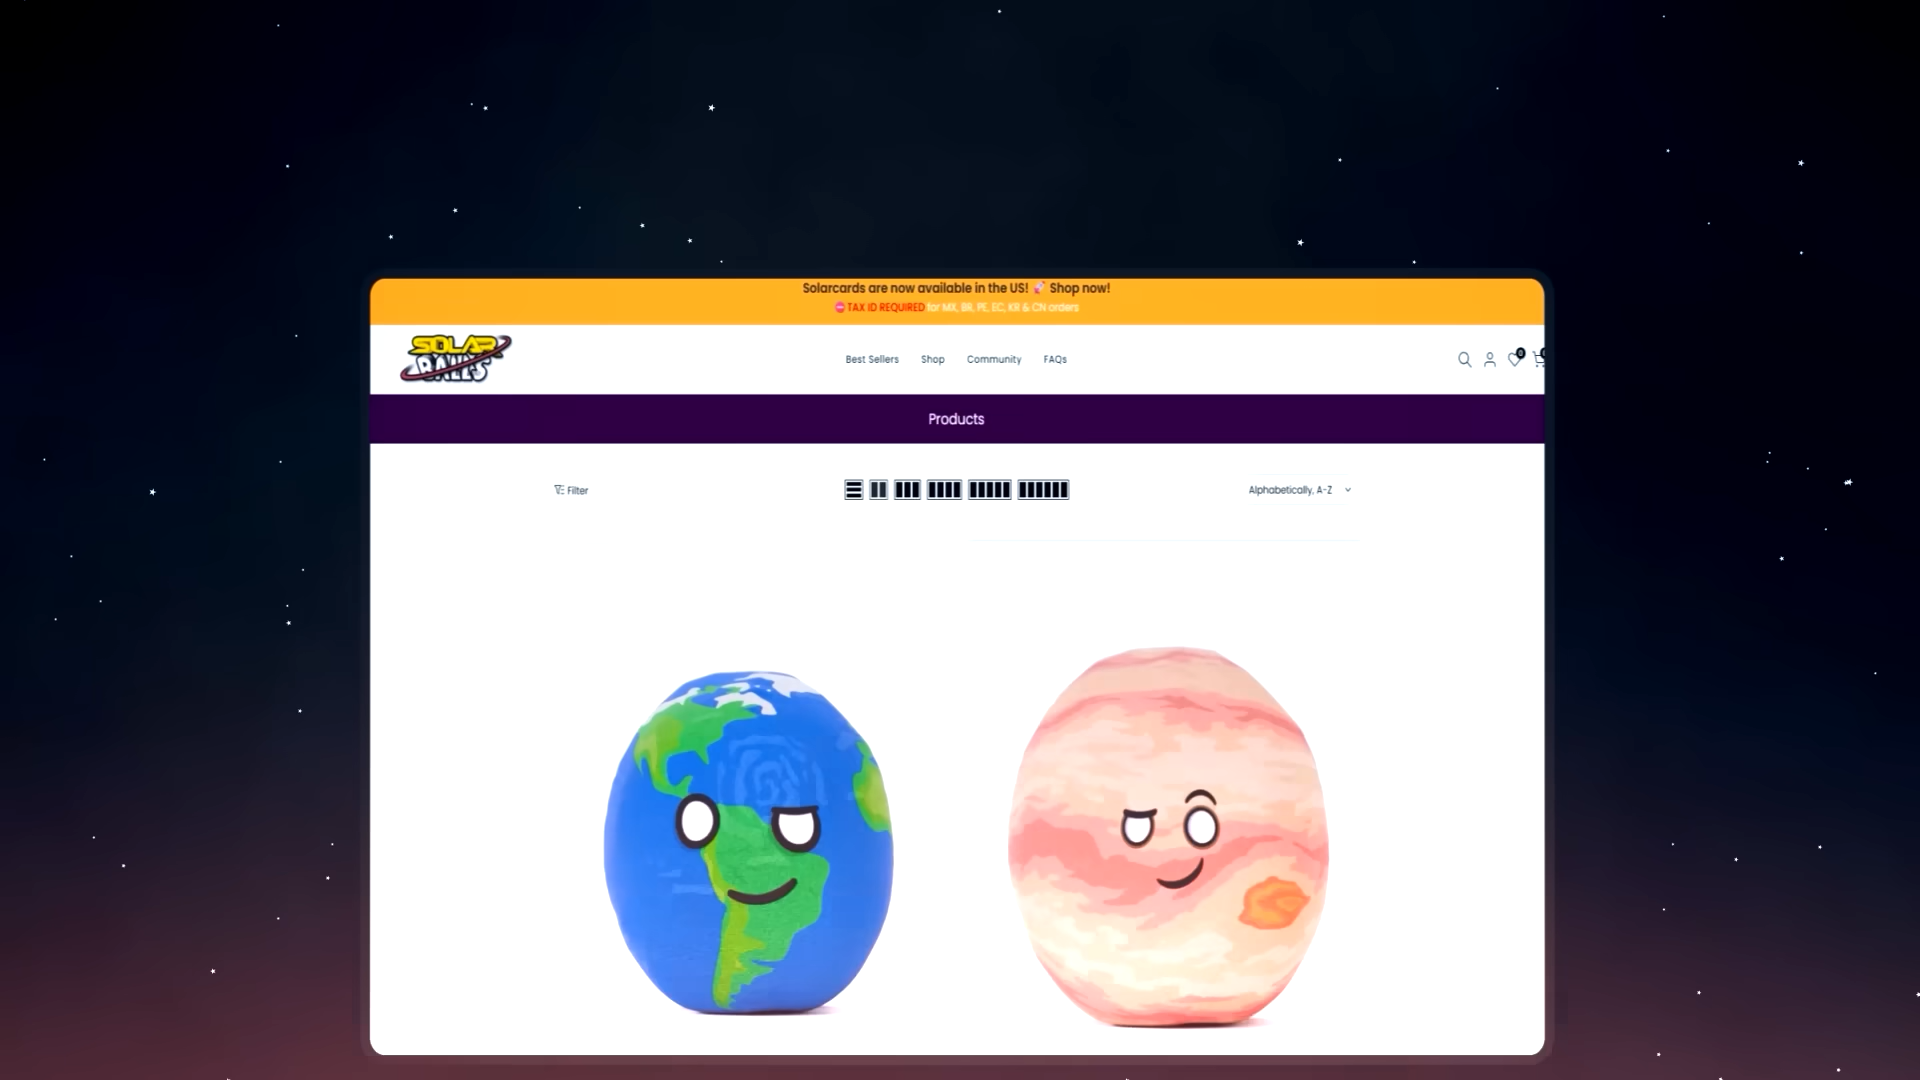 Solarcards are now available in the US! 🚀 Shop now!
⛔ TAX ID REQUIRED for MX, BR, PE, EC, KR & CN orders
SOLAR
BALLS
Best Sellers Shop Community FAQs
0
Products
Filter
Alphabetically, A-Z